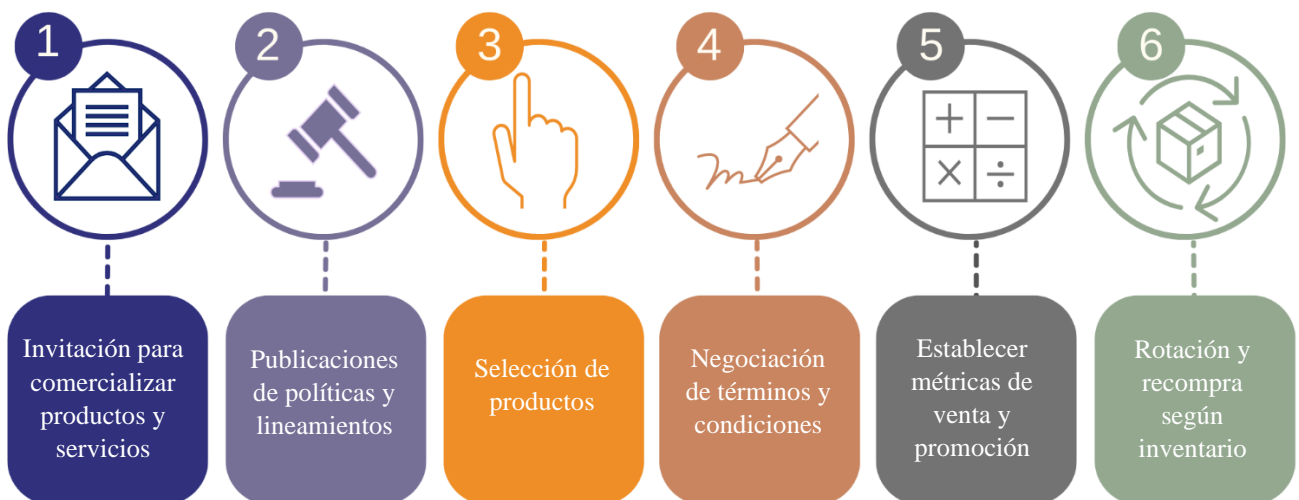 1
2
3
4
5
6
Invitación para
comercializar
productos y
servicios
Publicaciones
de políticas y
lineamientos
Selección de
productos
Negociación
de términos y
condiciones
Establecer
métricas de
venta y
promoción
Rotación y
recompra
según
inventario